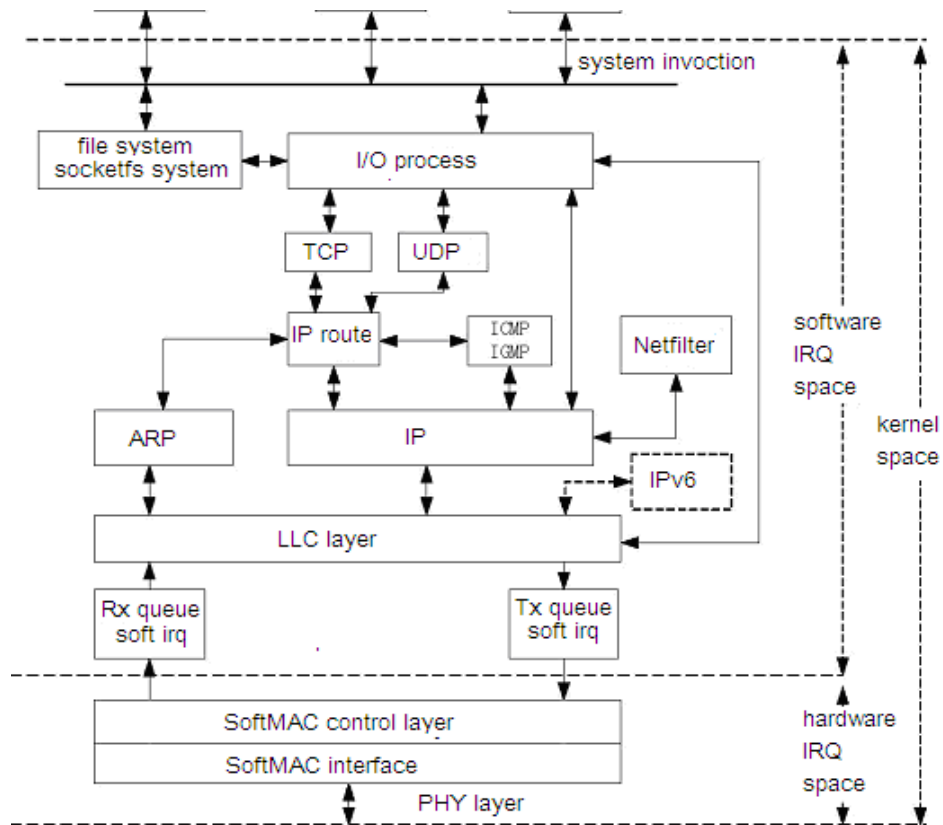 system invoction
file system
socketfs system
I/O process
TCP
UDP
IP route
ICMP
IGMP
Netfilter
software
IRQ
space
ARP
IP
kernel
space
IPv6
LLC layer
Rx queue
soft irq
Tx queue
soft irq
SoftMAC control layer
hardware
IRQ
space
SoftMAC interface
PHY layer